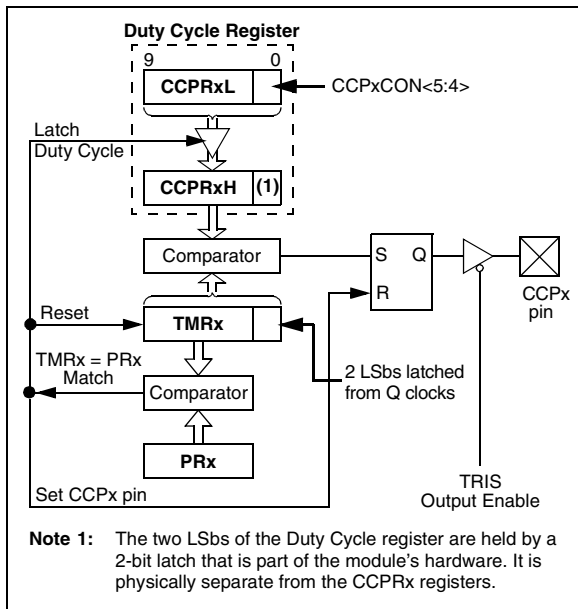 Duty Cycle Register
9 0
CCPRxL
CCPxCON<5:4>
Latch
Duty Cycle
CCPRxH (1)
Comparator
S Q
R
CCPx
pin
Reset
TMRx
TMRx = PRx
Match
2 LSbs latched
from Q clocks
Comparator
PRx
Set CCPx pin
TRIS
Output Enable
Note 1: The two LSbs of the Duty Cycle register are held by a
2-bit latch that is part of the module's hardware. It is
physically separate from the CCPRx registers.